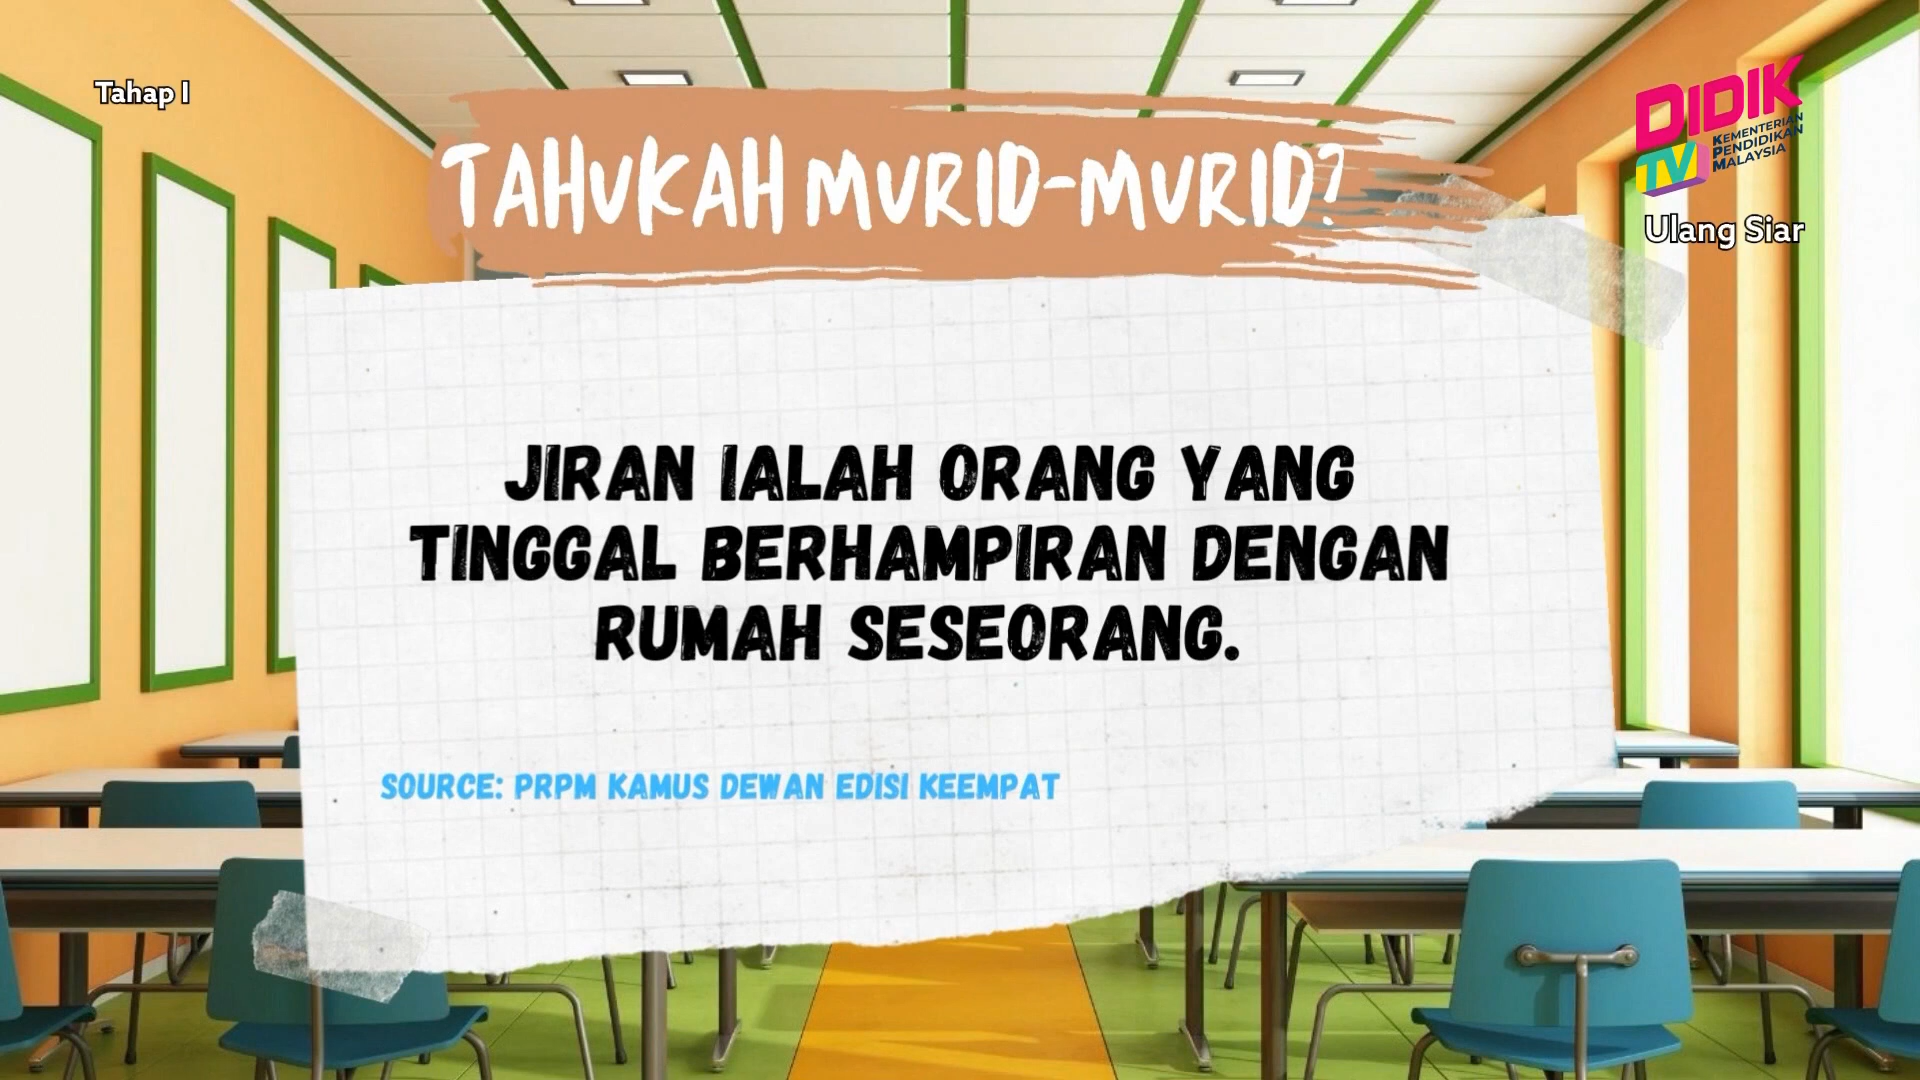 Tahap I
TAHUKAH MURID-MURID?
DIDIK
TV
KEMENTERIAN
PENDIDIKAN
MALAYSIA
Ulang Siar
JIRAN IALAH ORANG YANG
TINGGAL BERHAMPIRAN DENGAN
RUMAH SESEORANG.
SOURCE: PRPM KAMUS DEWAN EDISI KEEMPAT